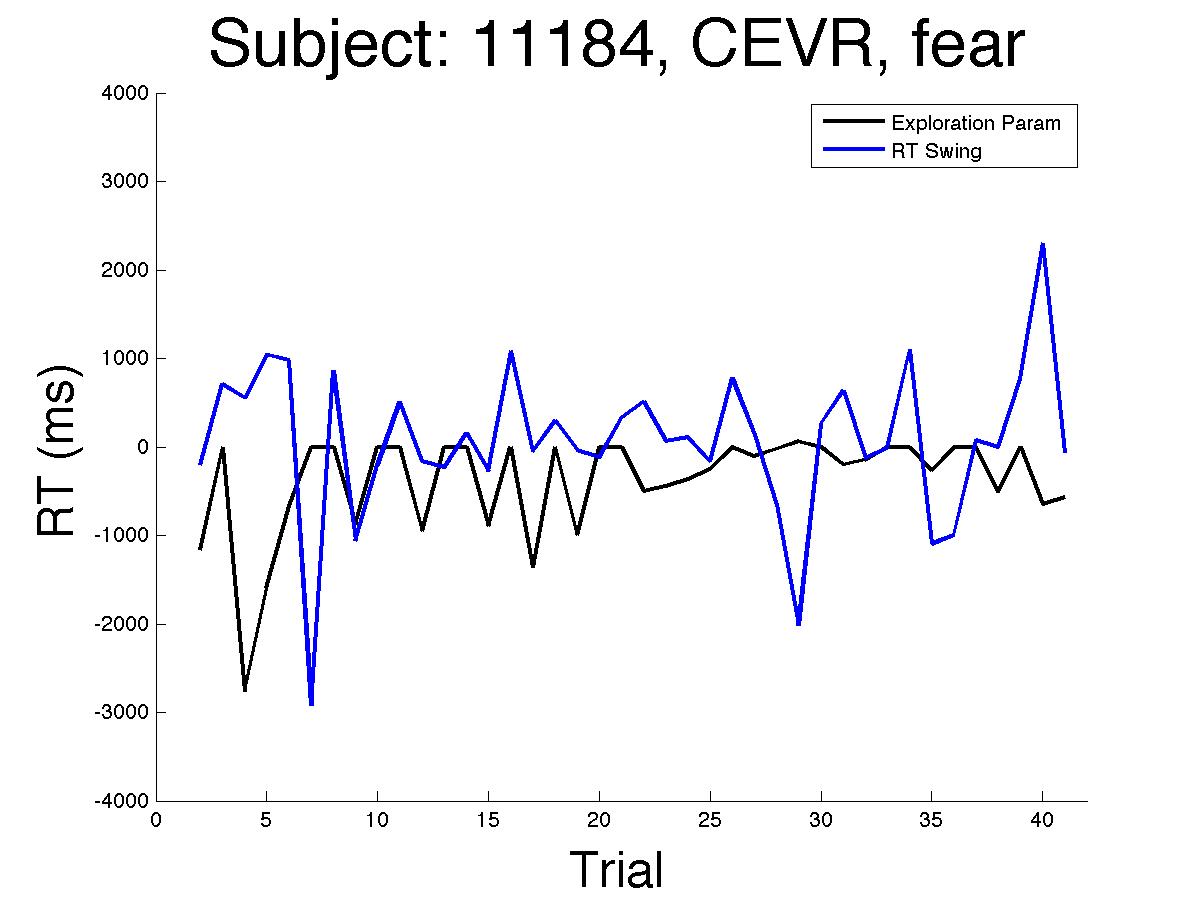 Subject: 11184, CEVR, fear
4000
3000
2000
1000
0
-1000
-2000
-3000
-4000
RT (ms)
Exploration Param
RT Swing
0 5 10 15 20 25 30 35 40
Trial